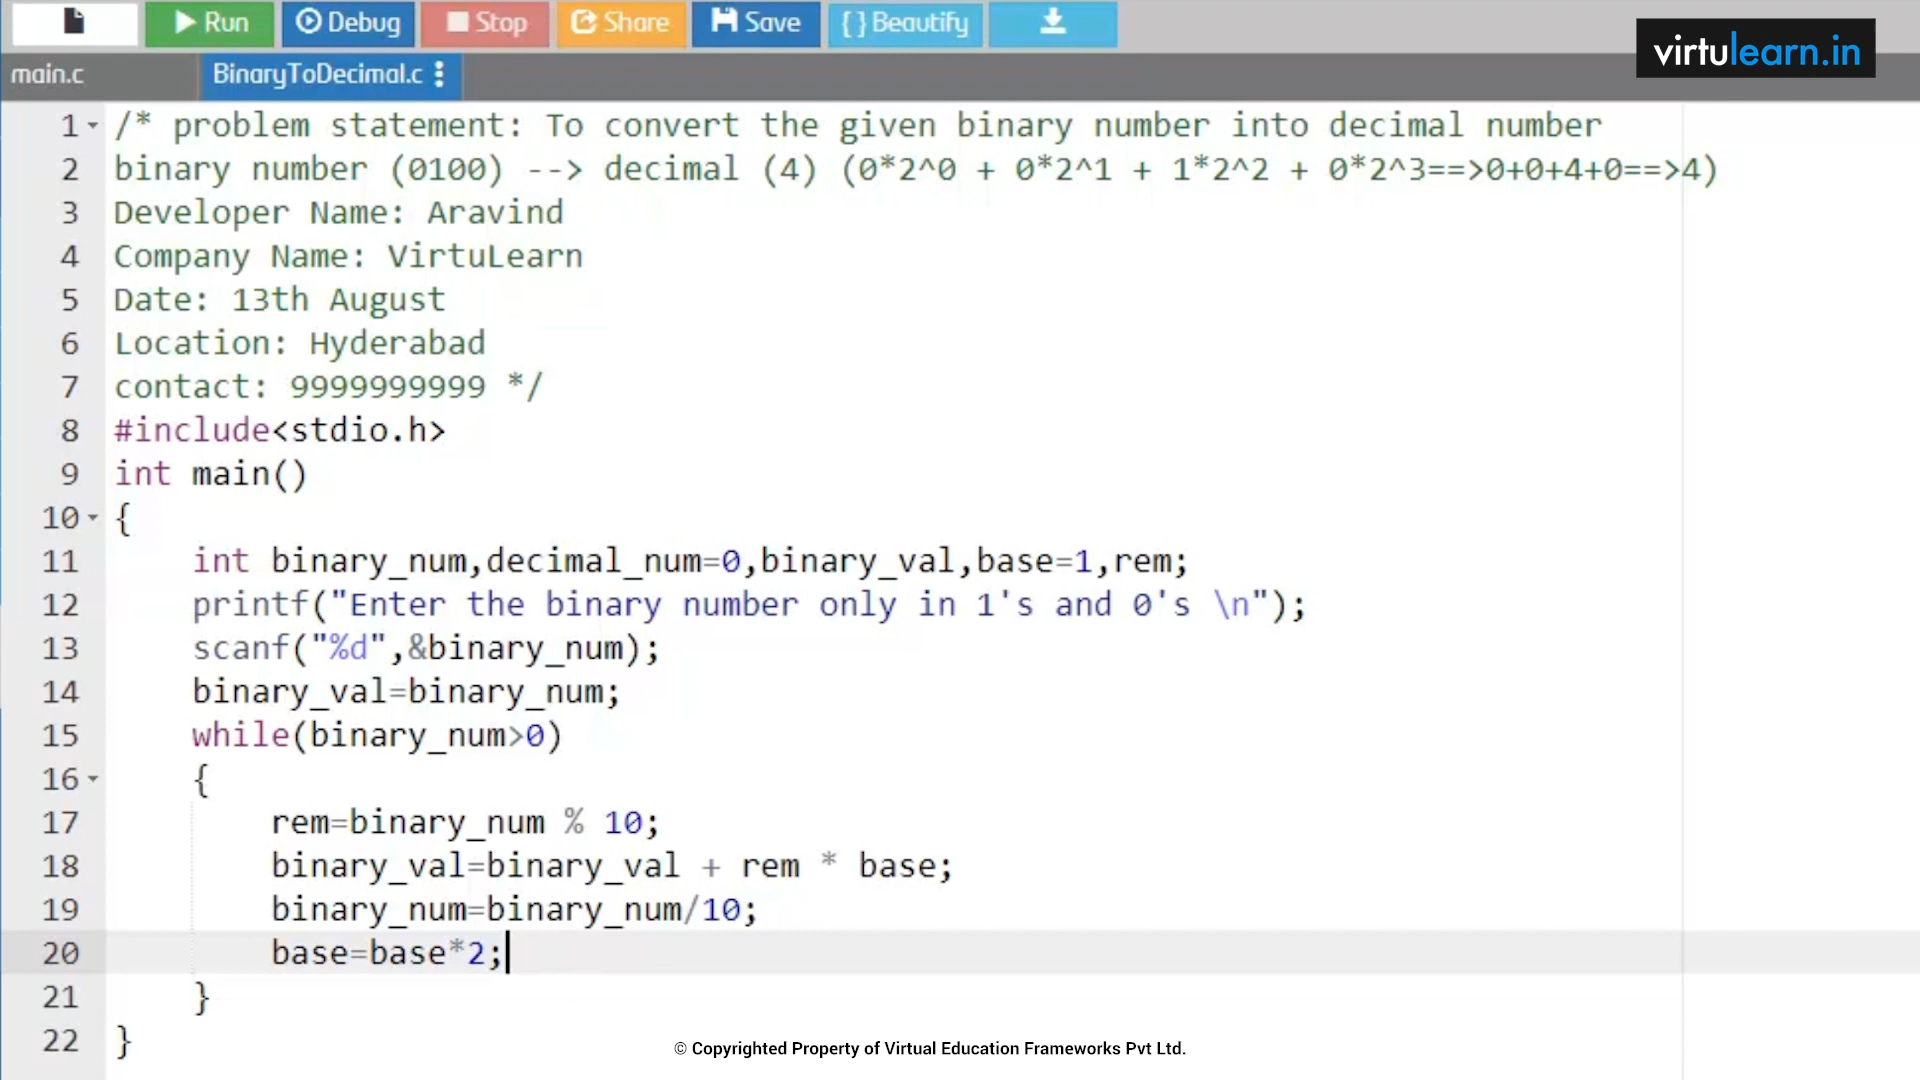 Run Debug Stop Share Save {} Beautify
virtulearn.in
main.c BinaryToDecimal.c
1 /* problem statement: To convert the given binary number into decimal number
2 binary number (0100) --> decimal (4) (0*2^0 + 0*2^1 + 1*2^2 + 0*2^3==>0+0+4+0==>4)
3 Developer Name: Aravind
4 Company Name: VirtuLearn
5 Date: 13th August
6 Location: Hyderabad
7 contact: 9999999999 */
8 #include<stdio.h>
9 int main()
10 {
11 int binary_num,decimal_num=0,binary_val,base=1,rem;
12 printf("Enter the binary number only in 1's and 0's \n");
13 scanf("%d",&binary_num);
14 binary_val=binary_num;
15 while(binary_num>0)
16 {
17 rem=binary_num % 10;
18 binary_val=binary_val + rem * base;
19 binary_num=binary_num/10;
20 base=base*2;
21 }
22 }
© Copyrighted Property of Virtual Education Frameworks Pvt Ltd.